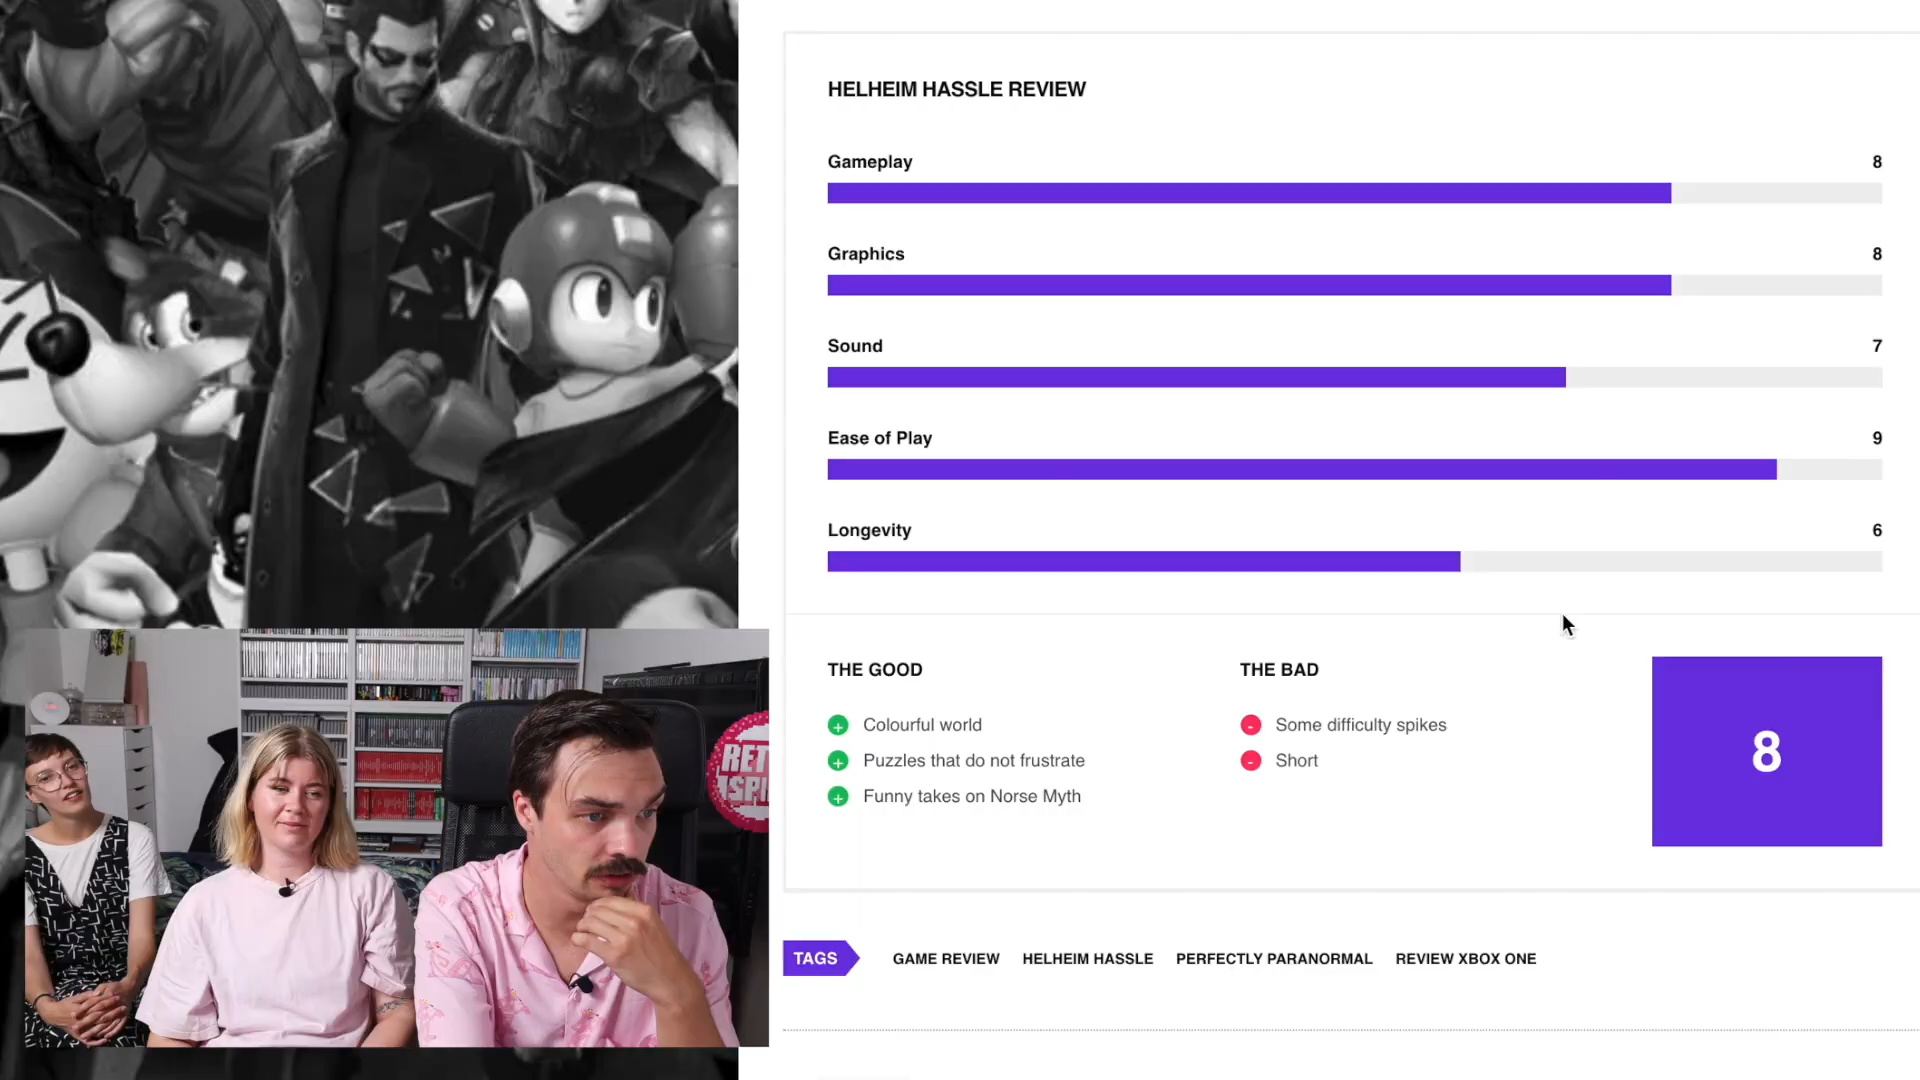 HELHEIM HASSLE REVIEW
Gameplay 8
Graphics 8
Sound 7
Ease of Play 9
Longevity 6
THE GOOD
+ Colourful world
+ Puzzles that do not frustrate
+ Funny takes on Norse Myth
THE BAD
- Some difficulty spikes
- Short
8
TAGS GAME REVIEW HELHEIM HASSLE PERFECTLY PARANORMAL REVIEW XBOX ONE